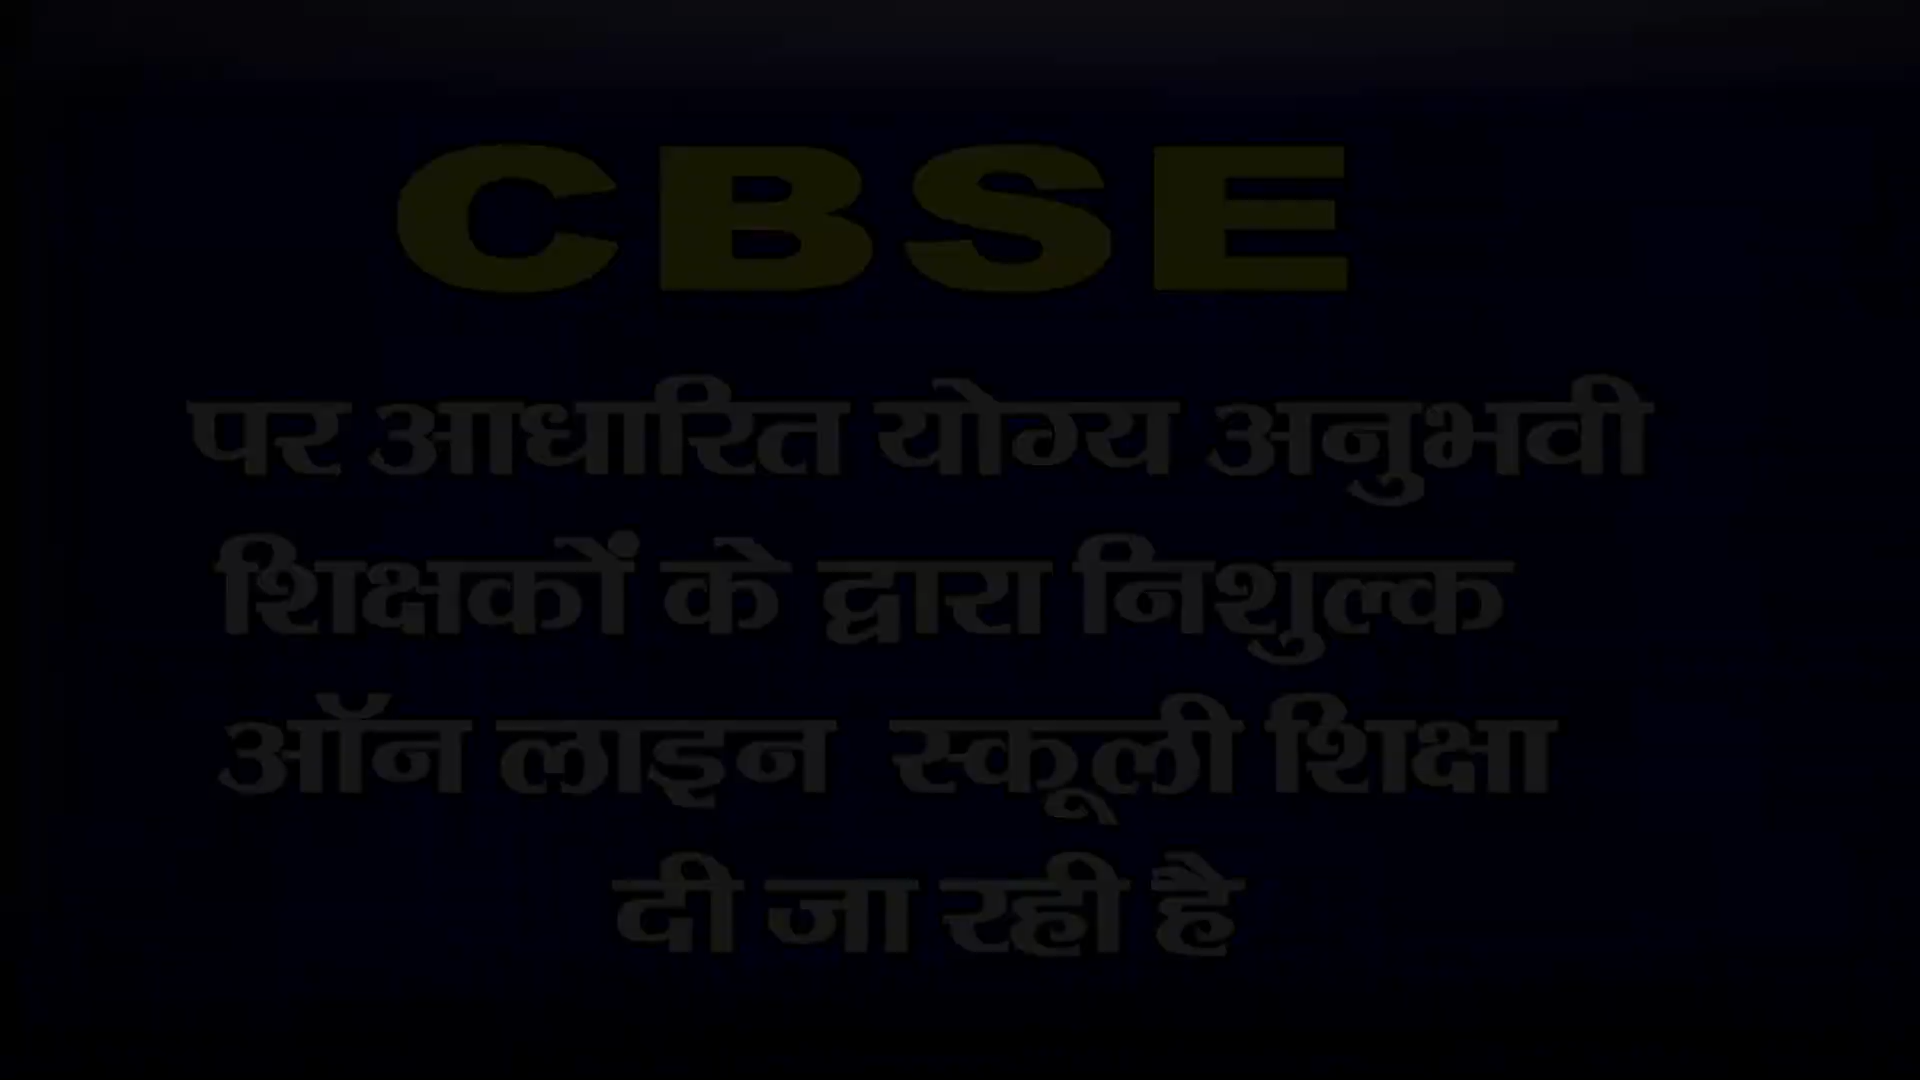 CBSE
पर आधारित योग्य अनुभवी
शिक्षकों के द्वारा निशुल्क
ऑन लाइन स्कूली शिक्षा
दी जा रही है